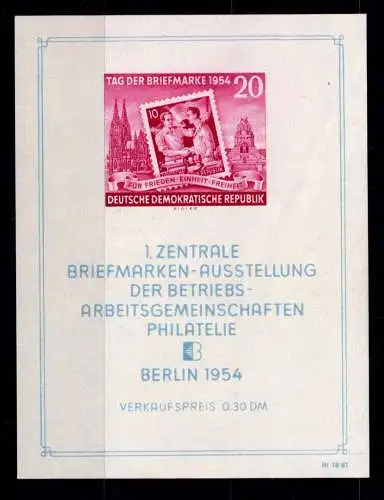 TAG DER BRIEFMARKE 1954 20
10
FÜR FRIEDEN-EINHEIT-FREIHEIT
DEUTSCHE DEMOKRATISCHE REPUBLIK
1. ZENTRALE
BRIEFMARKEN-AUSSTELLUNG
DER BETRIEBS-
ARBEITSGEMEINSCHAFTEN
PHILATELIE
BERLIN 1954
VERKAUFSPREIS 0.30 DM